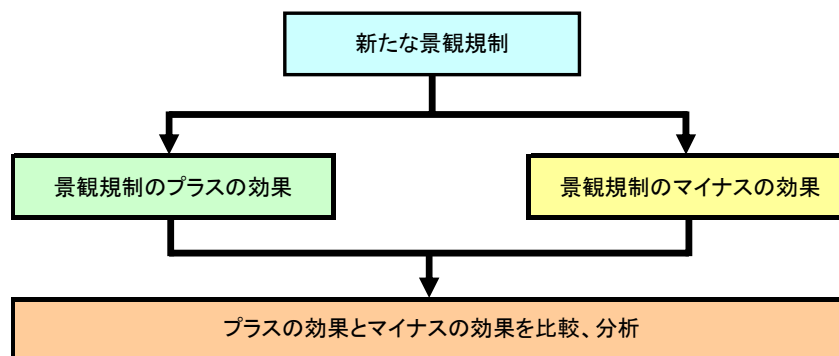 新たな景観規制
景観規制のプラスの効果
景観規制のマイナスの効果
プラスの効果とマイナスの効果を比較、分析